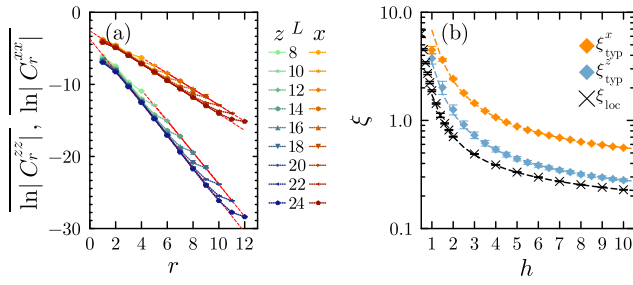 (a)
ln|C_r^{zz}|, ln|C_r^{xx}|
0
−10
−20
−30
0 2 4 6 8 10 12
r
z L x
8
10
12
14
16
18
20
22
24
(b)
ξ^x_typ
ξ^z_typ
ξ_loc
ξ
10.0
1.0
0.1
1 2 3 4 5 6 7 8 9 10
h